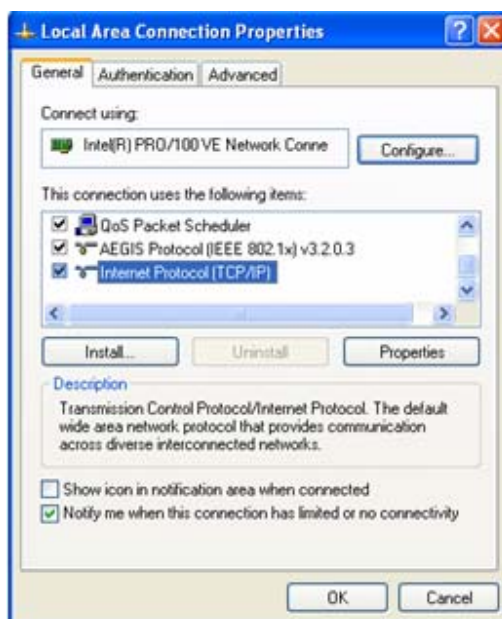 Local Area Connection Properties
General Authentication Advanced
Connect using:
Intel(R) PRO/100 VE Network Conne
Configure...
This connection uses the following items:
QoS Packet Scheduler
AEGIS Protocol (IEEE 802.1x) v3.2.0.3
Internet Protocol (TCP/IP)
Install... Uninstall Properties
Description
Transmission Control Protocol/Internet Protocol. The default
wide area network protocol that provides communication
across diverse interconnected networks.
Show icon in notification area when connected
Notify me when this connection has limited or no connectivity
OK Cancel